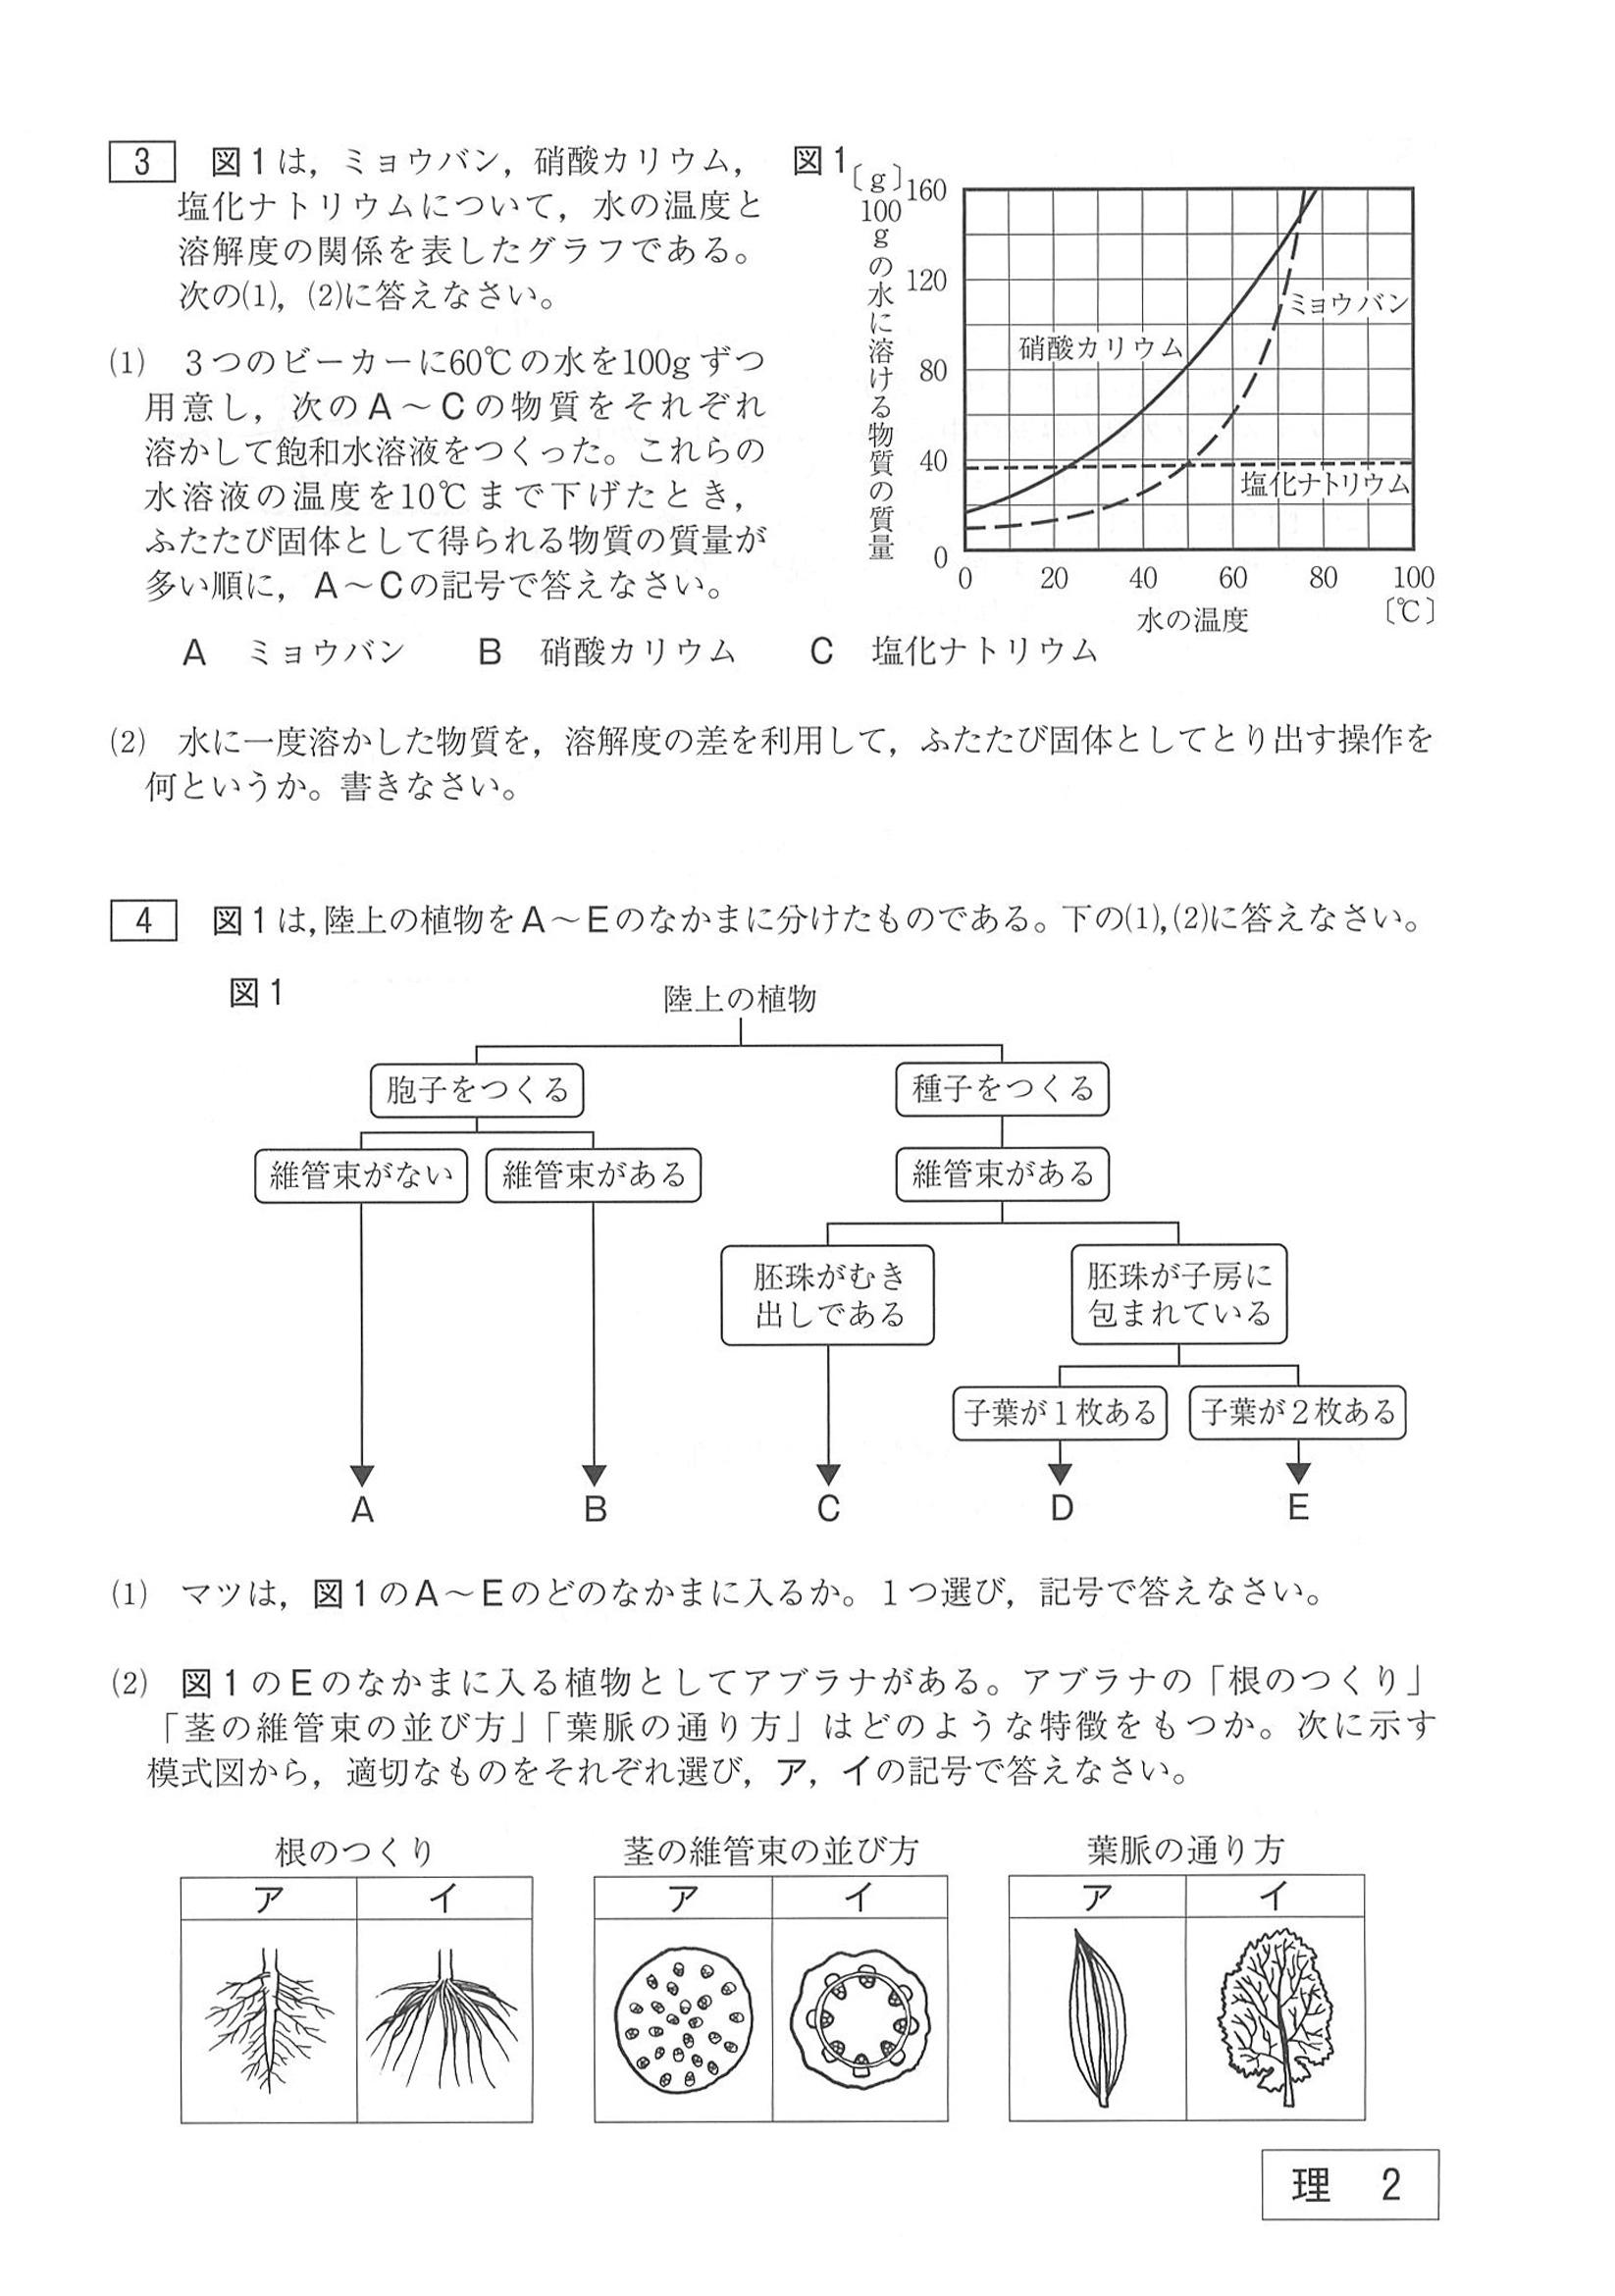 3 図1は，ミョウバン，硝酸カリウム，
塩化ナトリウムについて，水の温度と
溶解度の関係を表したグラフである。
次の(1)，(2)に答えなさい。
(1) 3つのビーカーに60℃の水を100gずつ
用意し，次のA～Cの物質をそれぞれ
溶かして飽和水溶液をつくった。これらの
水溶液の温度を10℃まで下げたとき，
ふたたび固体として得られる物質の質量が
多い順に，A～Cの記号で答えなさい。
図1
〔g〕
100gの水に溶ける物質の質量
160
120
80
40
0
硝酸カリウム
ミョウバン
塩化ナトリウム
0 20 40 60 80 100
〔℃〕
水の温度
A ミョウバン B 硝酸カリウム C 塩化ナトリウム
(2) 水に一度溶かした物質を，溶解度の差を利用して，ふたたび固体としてとり出す操作を
何というか。書きなさい。
4 図1は，陸上の植物をA～Eのなかまに分けたものである。下の(1)，(2)に答えなさい。
図1
陸上の植物
胞子をつくる 種子をつくる
維管束がない 維管束がある 維管束がある
胚珠がむき 胚珠が子房に
出しである 包まれている
子葉が1枚ある 子葉が2枚ある
A B C D E
(1) マツは，図1のA～Eのどのなかまに入るか。1つ選び，記号で答えなさい。
(2) 図1のEのなかまに入る植物としてアブラナがある。アブラナの「根のつくり」
「茎の維管束の並び方」「葉脈の通り方」はどのような特徴をもつか。次に示す
模式図から，適切なものをそれぞれ選び，ア，イの記号で答えなさい。
根のつくり 茎の維管束の並び方 葉脈の通り方
ア イ ア イ ア イ
理 2